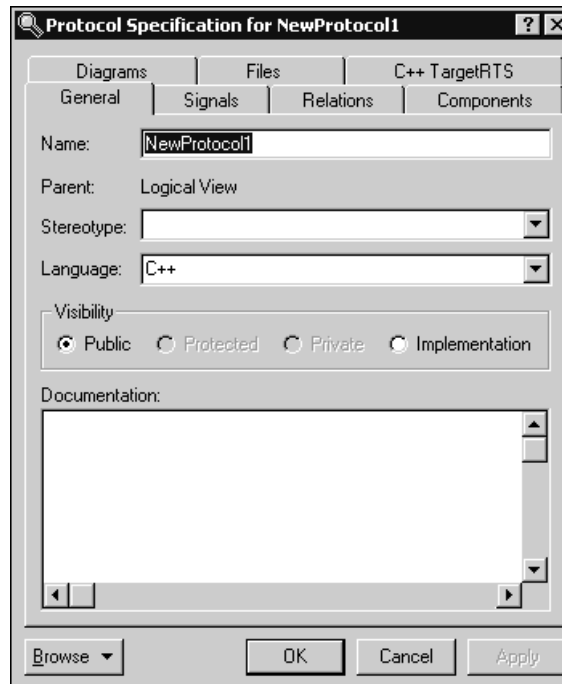 Protocol Specification for NewProtocol1
Diagrams Files C++ TargetRTS
General Signals Relations Components
Name: NewProtocol1
Parent: Logical View
Stereotype:
Language: C++
Visibility
Public Protected Private Implementation
Documentation:
Browse OK Cancel Apply